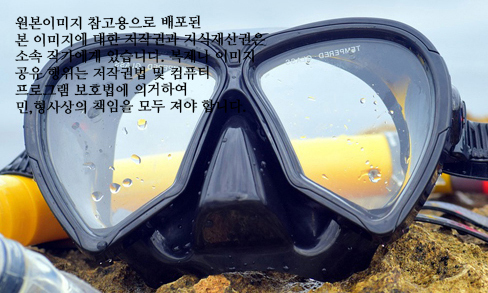 원본이미지 참고용으로 배포된
본 이미지에 대한 저작권과 지식재산권은
소속 작가에게 있습니다. 복제나 이미지
공유 행위는 저작권법 및 컴퓨터
프로그램 보호법에 의거하여
민,형사상의 책임을 모두 져야 합니다.
TEMPERED